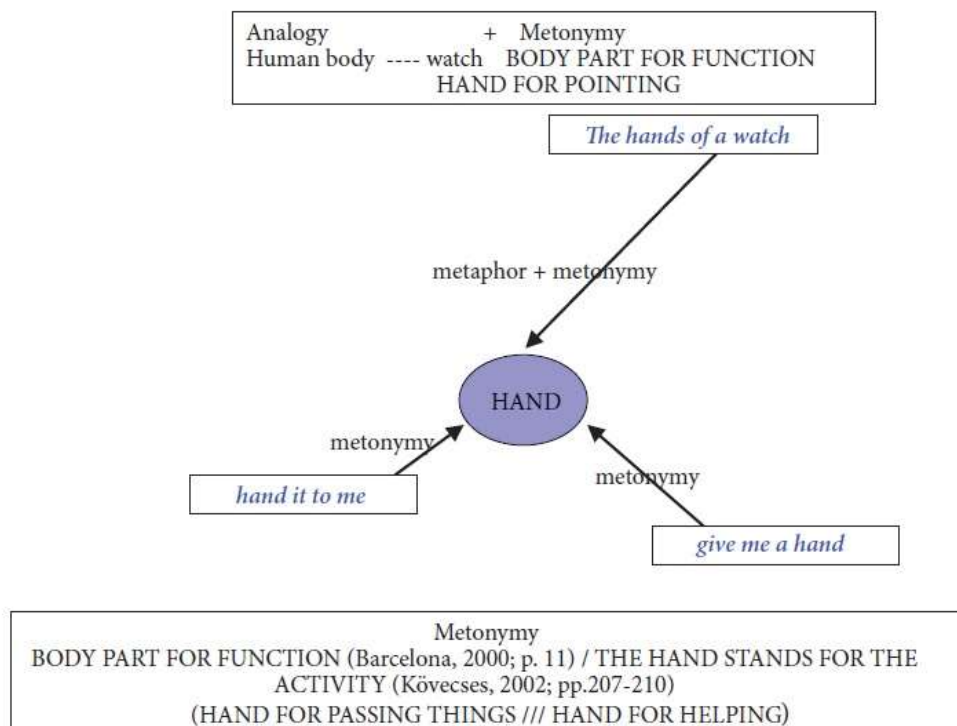 Analogy + Metonymy
Human body ---- watch BODY PART FOR FUNCTION
HAND FOR POINTING
The hands of a watch
metaphor + metonymy
HAND
metonymy
hand it to me
metonymy
give me a hand
Metonymy
BODY PART FOR FUNCTION (Barcelona, 2000; p. 11) / THE HAND STANDS FOR THE
ACTIVITY (Kövecses, 2002; pp.207-210)
(HAND FOR PASSING THINGS /// HAND FOR HELPING)